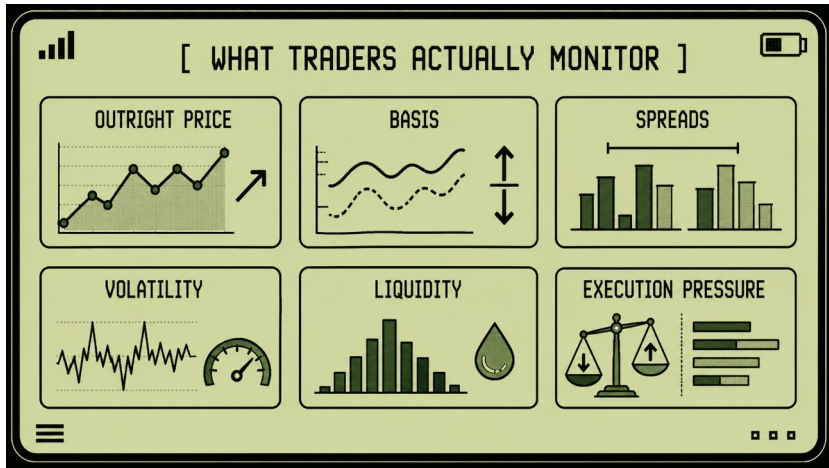 [ WHAT TRADERS ACTUALLY MONITOR ]
OUTRIGHT PRICE
BASIS
SPREADS
VOLATILITY
LIQUIDITY
EXECUTION PRESSURE